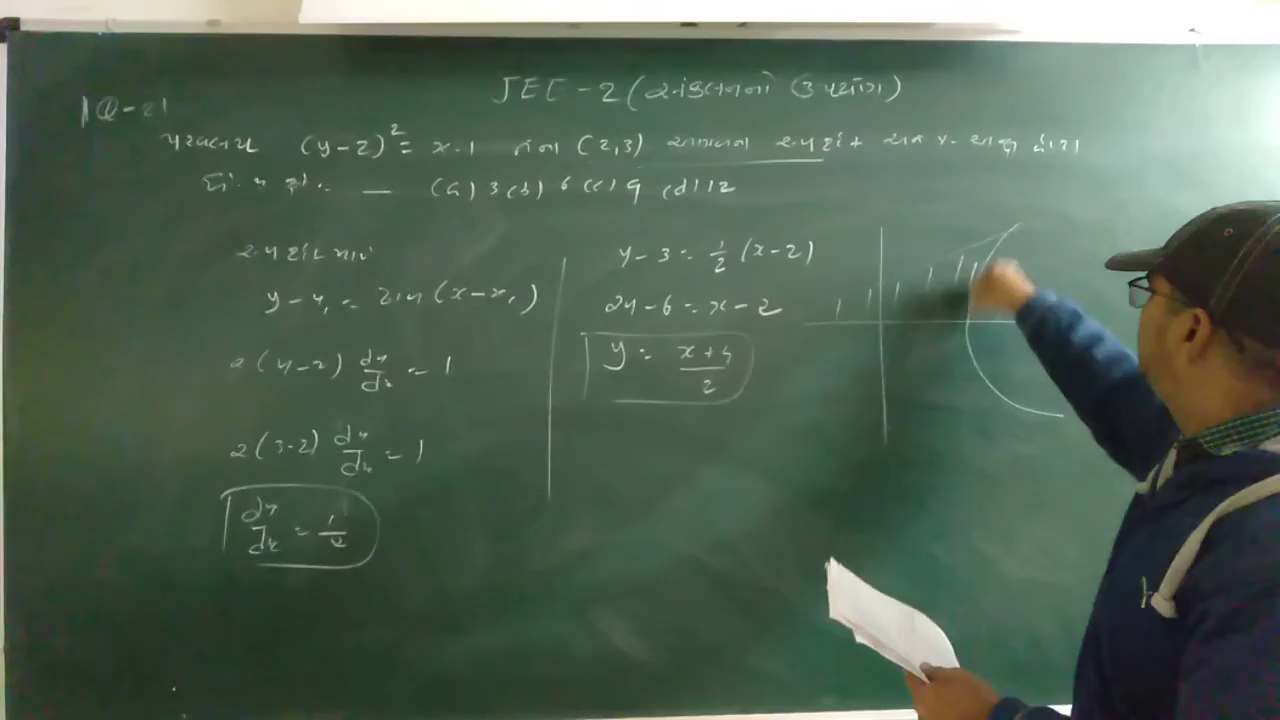 Q-21
JEE-2 (સંકલનનો ઉપયોગ)
પરવલય (y-2)² = x-1 તેના (2,3) આગળના સ્પર્શક અને x-અક્ષ
(a) 3 (b) 6 (c) 9 (d) 12
સ્પર્શક
y-y₁ = ઢાળ (x-x₁)
2(y-2) dy/dx = 1
2(3-2) dy/dx = 1
dy/dx = 1/2
y-3 = 1/2 (x-2)
2y-6 = x-2
y = x+4/2